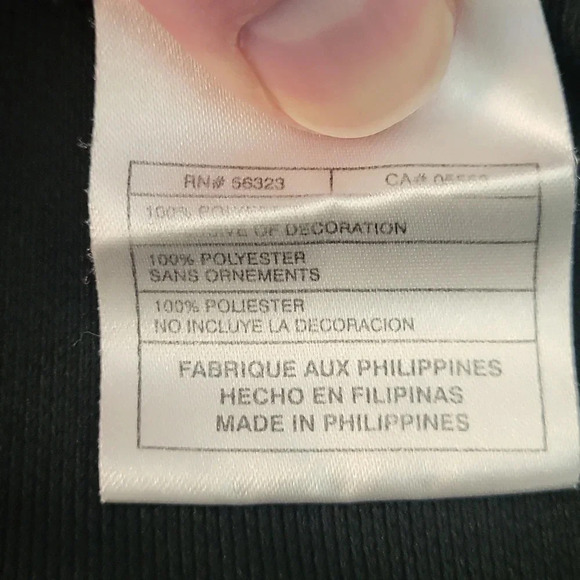 RN# 56323
CA#
100%
OF DECORATION
100% POLYESTER
SANS ORNEMENTS
100% POLIESTER
NO INCLUYE LA DECORACION
FABRIQUE AUX PHILIPPINES
HECHO EN FILIPINAS
MADE IN PHILIPPINES